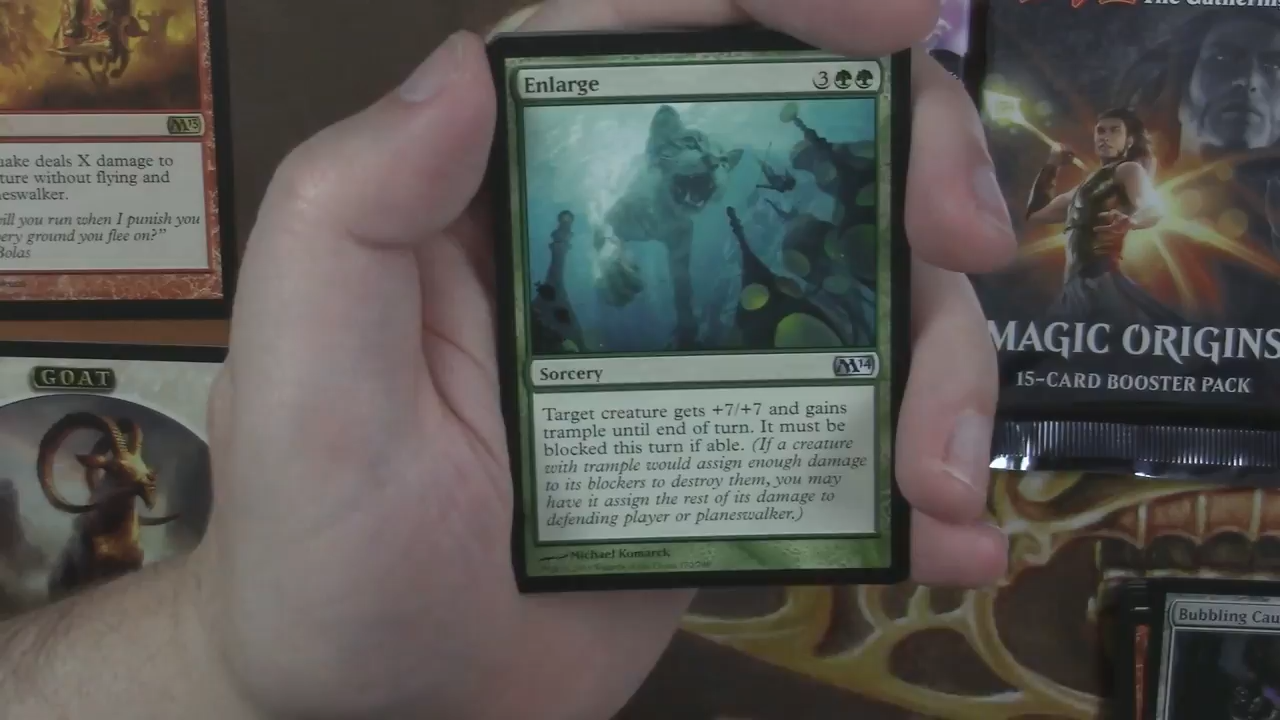 Enlarge
3
Sorcery
M14
Target creature gets +7/+7 and gains
trample until end of turn. It must be
blocked this turn if able. (If a creature
with trample would assign enough damage
to its blockers to destroy them, you may
have it assign the rest of its damage to
defending player or planeswalker.)
Michael Komarck
M13
uake deals X damage to
ture without flying and
neswalker.
ill you run when I punish you
ery ground you flee on?"
Bolas
GOAT
The Gathering
MAGIC ORIGINS
15-CARD BOOSTER PACK
Bubbling Cau